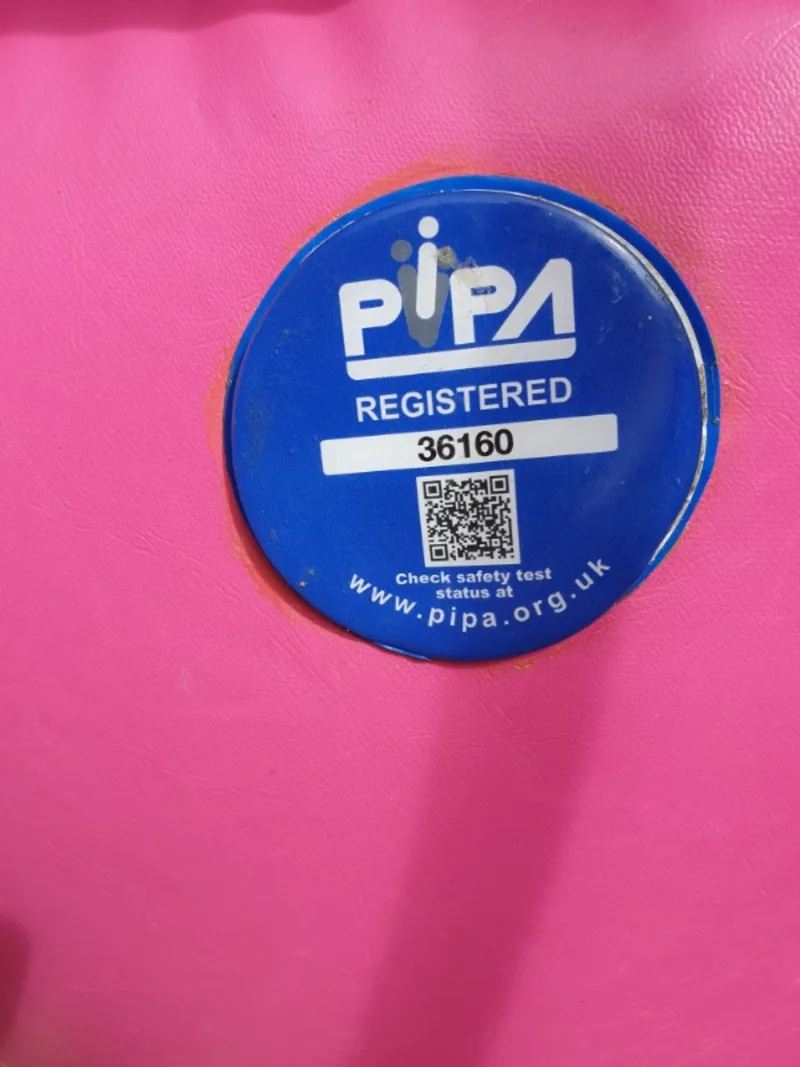 PiPA
REGISTERED
36160
Check safety test
status at
www.pipa.org.uk